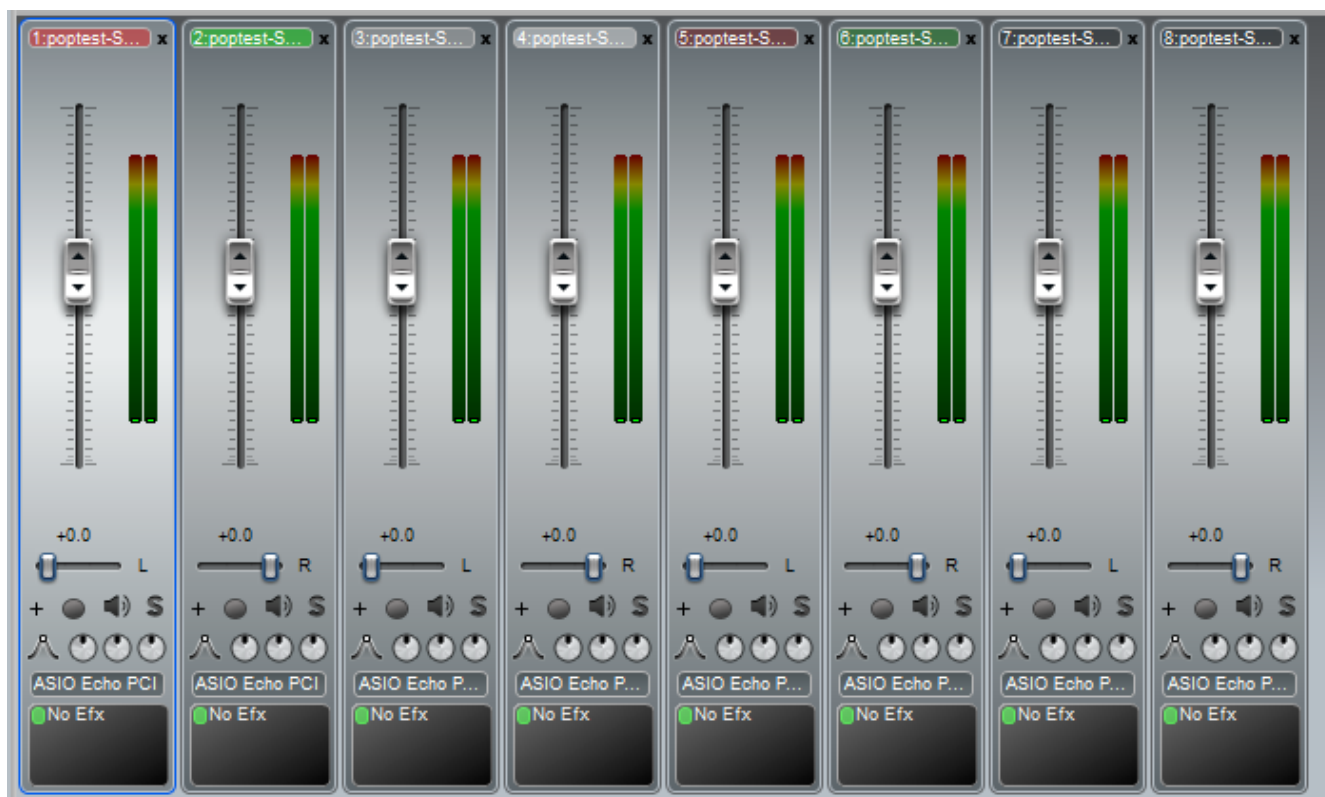 1:poptest-S... x 2:poptest-S... x 3:poptest-S... x 4:poptest-S... x 5:poptest-S... x 6:poptest-S... x 7:poptest-S... x 8:poptest-S... x
+0.0 +0.0 +0.0 +0.0 +0.0 +0.0 +0.0 +0.0
L R L R L R L R
+ S + S + S + S + S + S + S + S
ASIO Echo PCI ASIO Echo PCI ASIO Echo P... ASIO Echo P... ASIO Echo P... ASIO Echo P... ASIO Echo P... ASIO Echo P...
No Efx No Efx No Efx No Efx No Efx No Efx No Efx No Efx